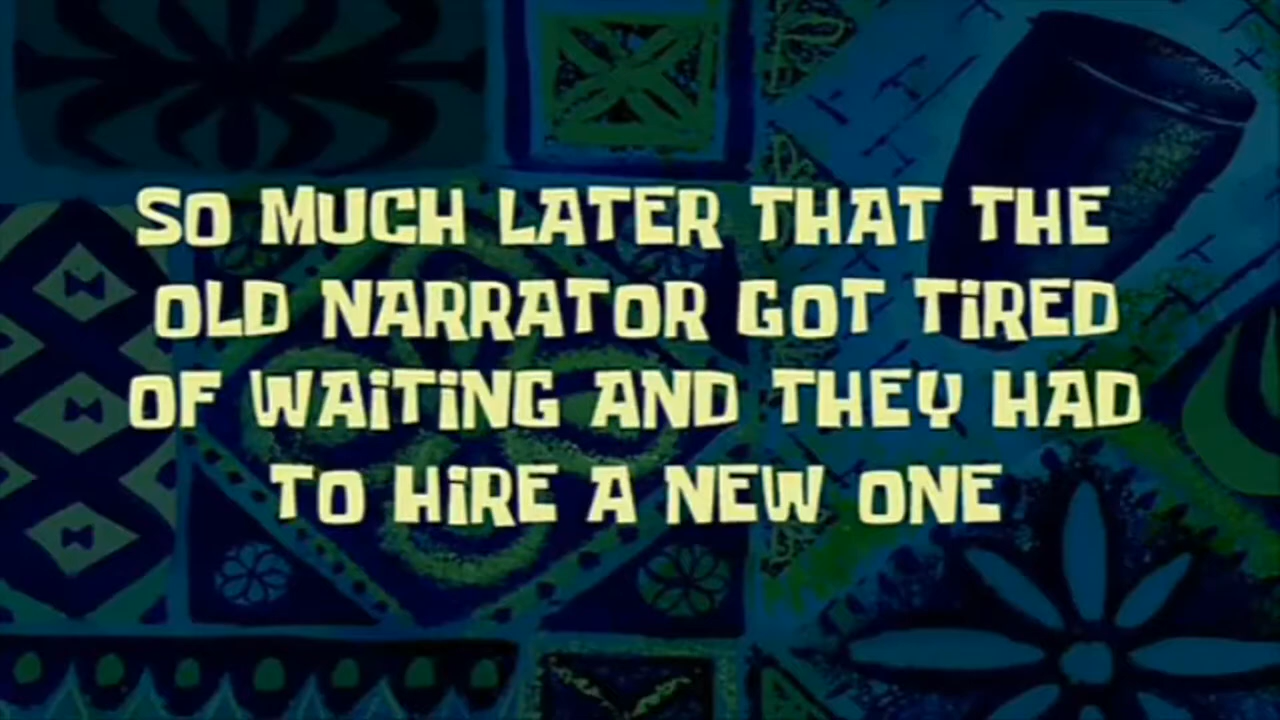 SO MUCH LATER THAT THE
OLD NARRATOR GOT TiRED
OF WAiTiNG AND THEY HAD
TO HiRE A NEW ONE